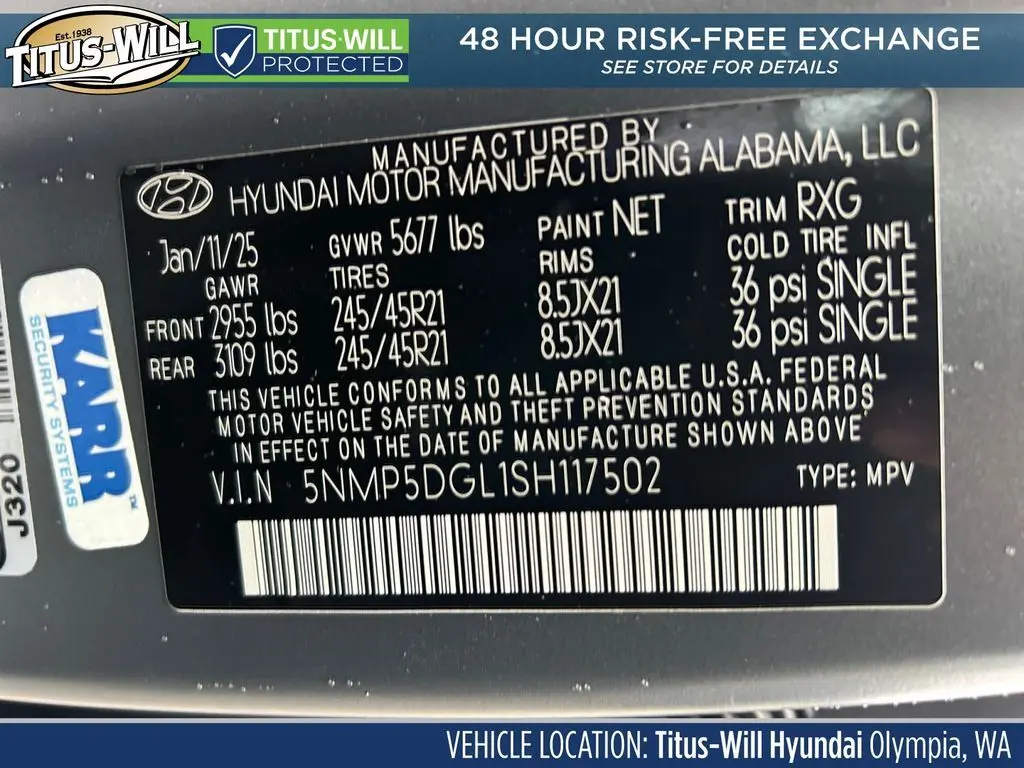 Est. 1938
TITUS-WILL
TITUS-WILL
PROTECTED
48 HOUR RISK-FREE EXCHANGE
SEE STORE FOR DETAILS
MANUFACTURED BY
HYUNDAI MOTOR MANUFACTURING ALABAMA, LLC
Jan/11/25 GVWR 5677 lbs PAINT NET TRIM RXG
GAWR TIRES RIMS COLD TIRE INFL
FRONT 2955 lbs 245/45R21 8.5JX21 36 psi SINGLE
REAR 3109 lbs 245/45R21 8.5JX21 36 psi SINGLE
THIS VEHICLE CONFORMS TO ALL APPLICABLE U.S.A. FEDERAL
MOTOR VEHICLE SAFETY AND THEFT PREVENTION STANDARDS
IN EFFECT ON THE DATE OF MANUFACTURE SHOWN ABOVE
V.I.N 5NMP5DGL1SH117502 TYPE: MPV
KARR™
SECURITY SYSTEMS
J320
VEHICLE LOCATION: Titus-Will Hyundai Olympia, WA